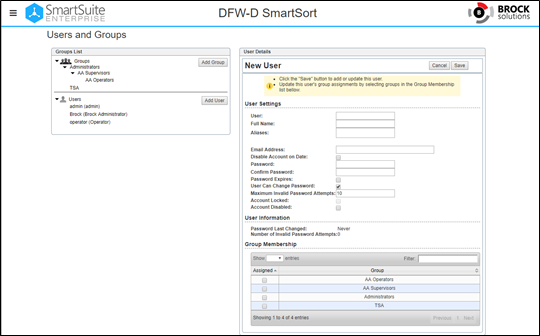 SmartSuite
ENTERPRISE
DFW-D SmartSort
BROCK
solutions
Users and Groups
Groups List
Groups
Add Group
Administrators
AA Supervisors
AA Operators
TSA
Users
Add User
admin (admin)
Brock (Brock Administrator)
operator (Operator)
User Details
New User
Cancel
Save
Click the "Save" button to add or update this user.
Update this user's group assignments by selecting groups in the Group Membership
list below.
User Settings
User:
Full Name:
Aliases:
Email Address:
Disable Account on Date:
Password:
Confirm Password:
Password Expires:
User Can Change Password:
Maximum Invalid Password Attempts: 10
Account Locked:
Account Disabled:
User Information
Password Last Changed: Never
Number of Invalid Password Attempts: 0
Group Membership
Show entries
Filter:
Assigned Group
AA Operators
AA Supervisors
Administrators
TSA
Showing 1 to 4 of 4 entries
Previous 1 Next